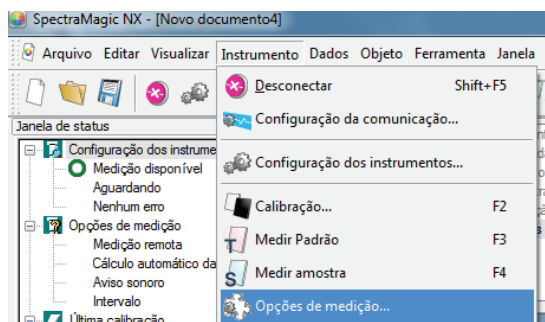 SpectraMagic NX - [Novo documento4]
Arquivo Editar Visualizar Instrumento Dados Objeto Ferramenta Janela
Desconectar Shift+F5
Configuração da comunicação...
Configuração dos instrumentos...
Calibração... F2
Medir Padrão F3
Medir amostra F4
Opções de medição...
Janela de status
Configuração dos instrume
Medição disponível
Aguardando
Nenhum erro
Opções de medição
Medição remota
Cálculo automático da
Aviso sonoro
Intervalo
Última calibração